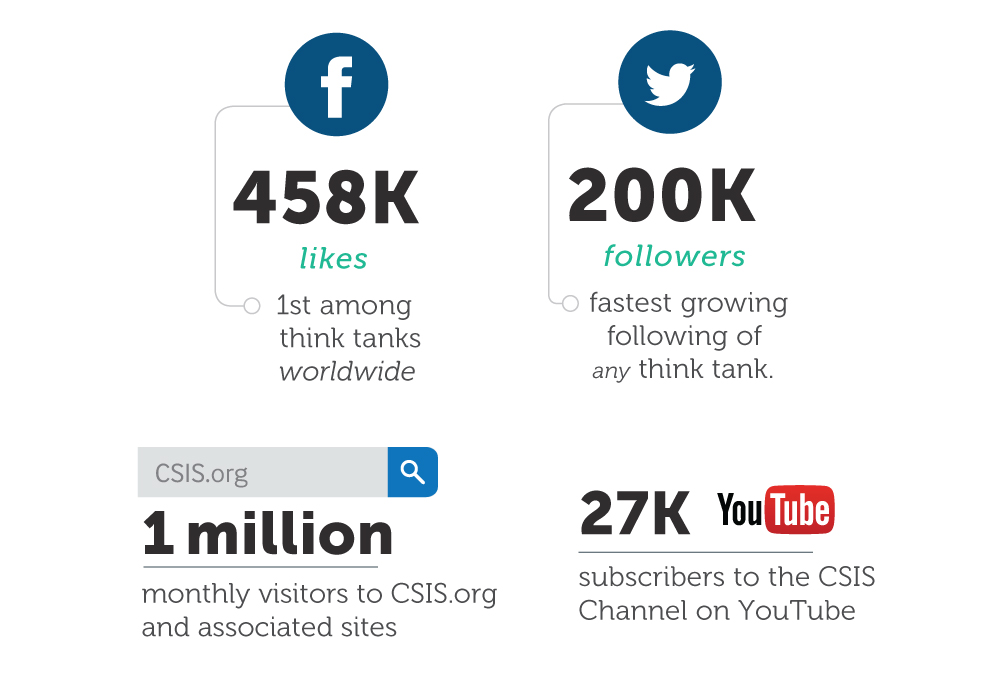 458K
likes
1st among
think tanks
worldwide
200K
followers
fastest growing
following of
any think tank.
CSIS.org
1 million
monthly visitors to CSIS.org
and associated sites
27K YouTube
subscribers to the CSIS
Channel on YouTube